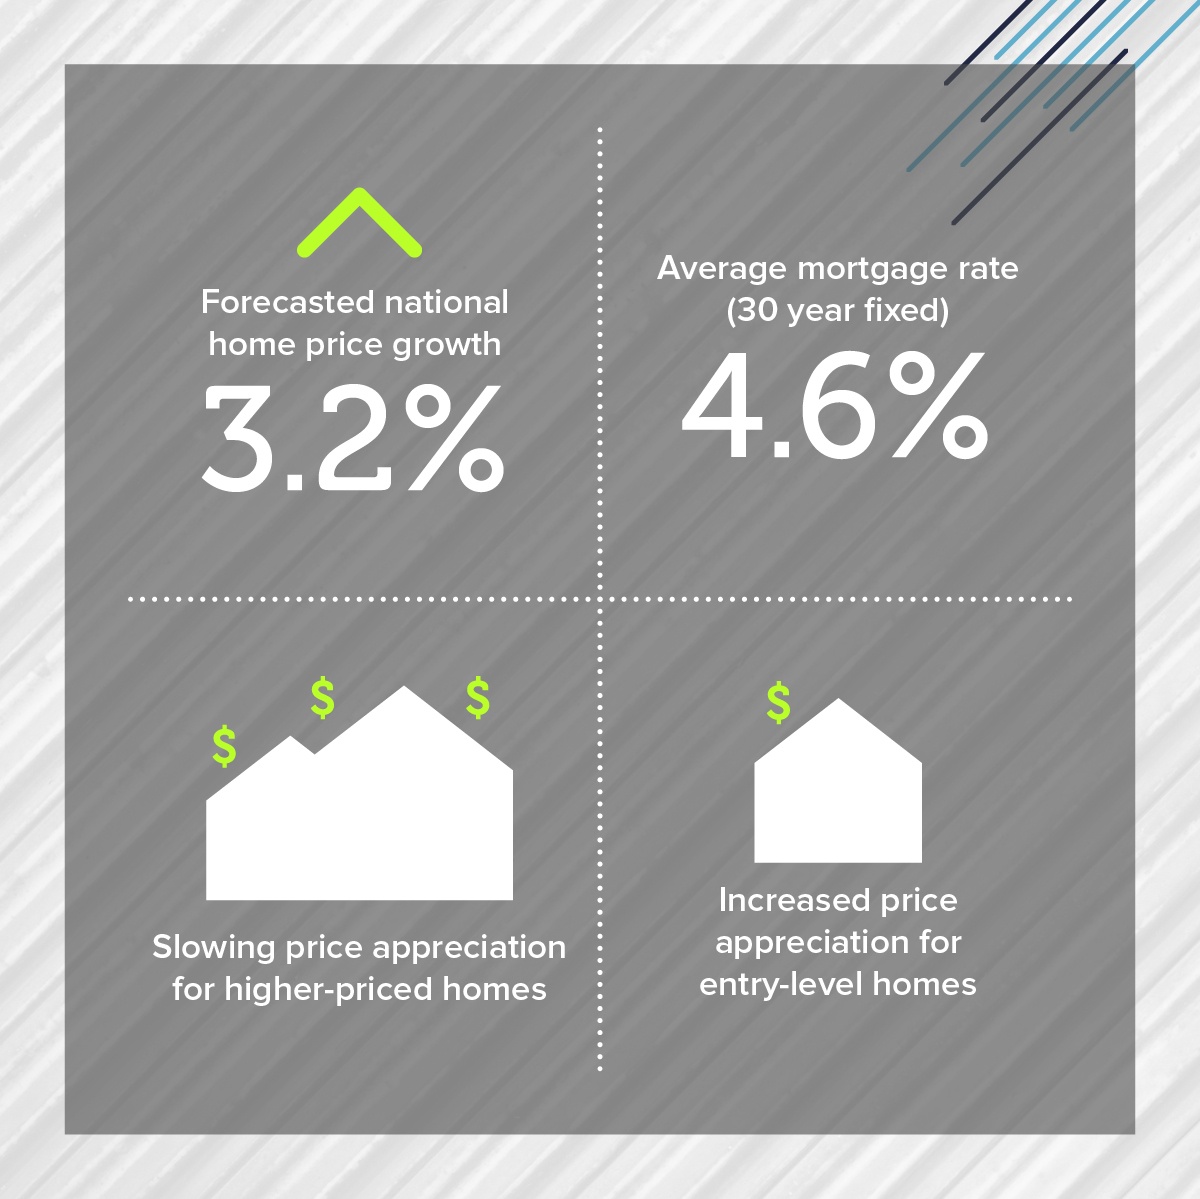 Forecasted national
home price growth
3.2%
Average mortgage rate
(30 year fixed)
4.6%
$
$
$
Slowing price appreciation
for higher-priced homes
$
Increased price
appreciation for
entry-level homes